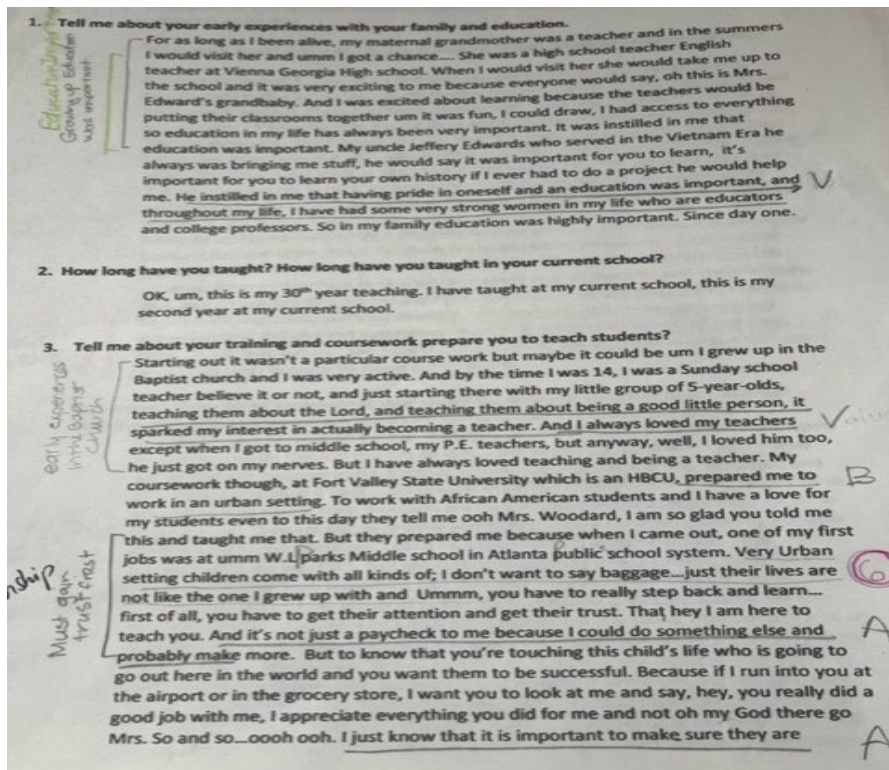 1. Tell me about your early experiences with your family and education.
For as long as I been alive, my maternal grandmother was a teacher and in the summers
I would visit her and umm I got a chance.... She was a high school teacher English
teacher at Vienna Georgia High school. When I would visit her she would take me up to
the school and it was very exciting to me because everyone would say, oh this is Mrs.
Edward's grandbaby. And I was excited about learning because the teachers would be
putting their classrooms together um it was fun, I could draw, I had access to everything
so education in my life has always been very important. It was instilled in me that
education was important. My uncle Jeffery Edwards who served in the Vietnam Era he
always was bringing me stuff, he would say it was important for you to learn, it's
important for you to learn your own history if I ever had to do a project he would help
me. He instilled in me that having pride in oneself and an education was important, and
throughout my life, I have had some very strong women in my life who are educators
and college professors. So in my family education was highly important. Since day one.
Growing up Education
was important
V
2. How long have you taught? How long have you taught in your current school?
OK, um, this is my 30th year teaching. I have taught at my current school, this is my
second year at my current school.
3. Tell me about your training and coursework prepare you to teach students?
Starting out it wasn't a particular course work but maybe it could be um I grew up in the
Baptist church and I was very active. And by the time I was 14, I was a Sunday school
teacher believe it or not, and just starting there with my little group of 5-year-olds,
teaching them about the Lord, and teaching them about being a good little person, it
sparked my interest in actually becoming a teacher. And I always loved my teachers
except when I got to middle school, my P.E. teachers, but anyway, well, I loved him too,
he just got on my nerves. But I have always loved teaching and being a teacher. My
coursework though, at Fort Valley State University which is an HBCU, prepared me to
work in an urban setting. To work with African American students and I have a love for
my students even to this day they tell me ooh Mrs. Woodard, I am so glad you told me
this and taught me that. But they prepared me because when I came out, one of my first
jobs was at umm W.L parks Middle school in Atlanta public school system. Very Urban
setting children come with all kinds of; I don't want to say baggage...just their lives are
not like the one I grew up with and Ummm, you have to really step back and learn...
first of all, you have to get their attention and get their trust. That hey I am here to
teach you. And it's not just a paycheck to me because I could do something else and
probably make more. But to know that you're touching this child's life who is going to
go out here in the world and you want them to be successful. Because if I run into you at
the airport or in the grocery store, I want you to look at me and say, hey, you really did a
good job with me, I appreciate everything you did for me and not oh my God there go
Mrs. So and so...oooh ooh. I just know that it is important to make sure they are
early
in the Baptist
church
nship
Must gain
trust first
V
B
A
A